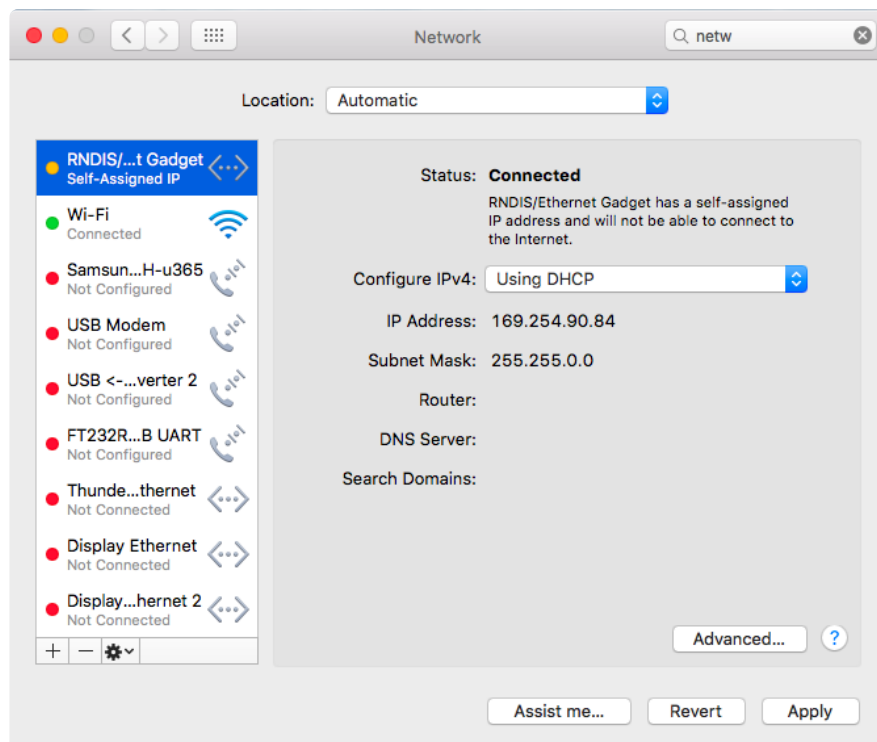 Network
netw
Location: Automatic
RNDIS/...t Gadget
Self-Assigned IP
Wi-Fi
Connected
Samsun...H-u365
Not Configured
USB Modem
Not Configured
USB <-...verter 2
Not Configured
FT232R...B UART
Not Configured
Thunde...thernet
Not Connected
Display Ethernet
Not Connected
Display...hernet 2
Not Connected
Status: Connected
RNDIS/Ethernet Gadget has a self-assigned
IP address and will not be able to connect to
the Internet.
Configure IPv4: Using DHCP
IP Address: 169.254.90.84
Subnet Mask: 255.255.0.0
Router:
DNS Server:
Search Domains:
Advanced... ?
Assist me... Revert Apply